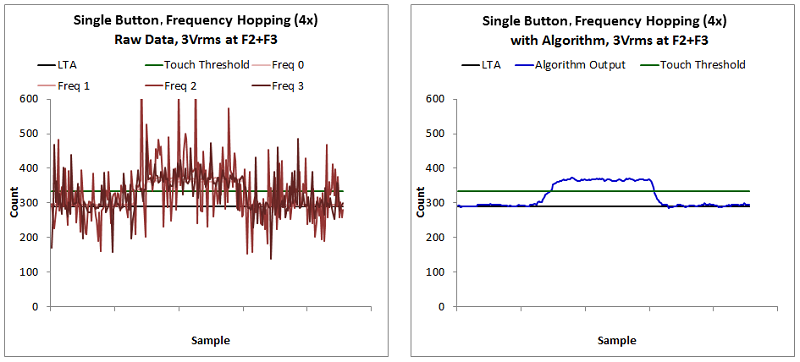 Single Button, Frequency Hopping (4x)
Raw Data, 3Vrms at F2+F3
LTA Touch Threshold Freq 0
Freq 1 Freq 2 Freq 3
600
500
400
300
200
100
0
Count
Sample
Single Button, Frequency Hopping (4x)
with Algorithm, 3Vrms at F2+F3
LTA Algorithm Output Touch Threshold
600
500
400
300
200
100
0
Count
Sample